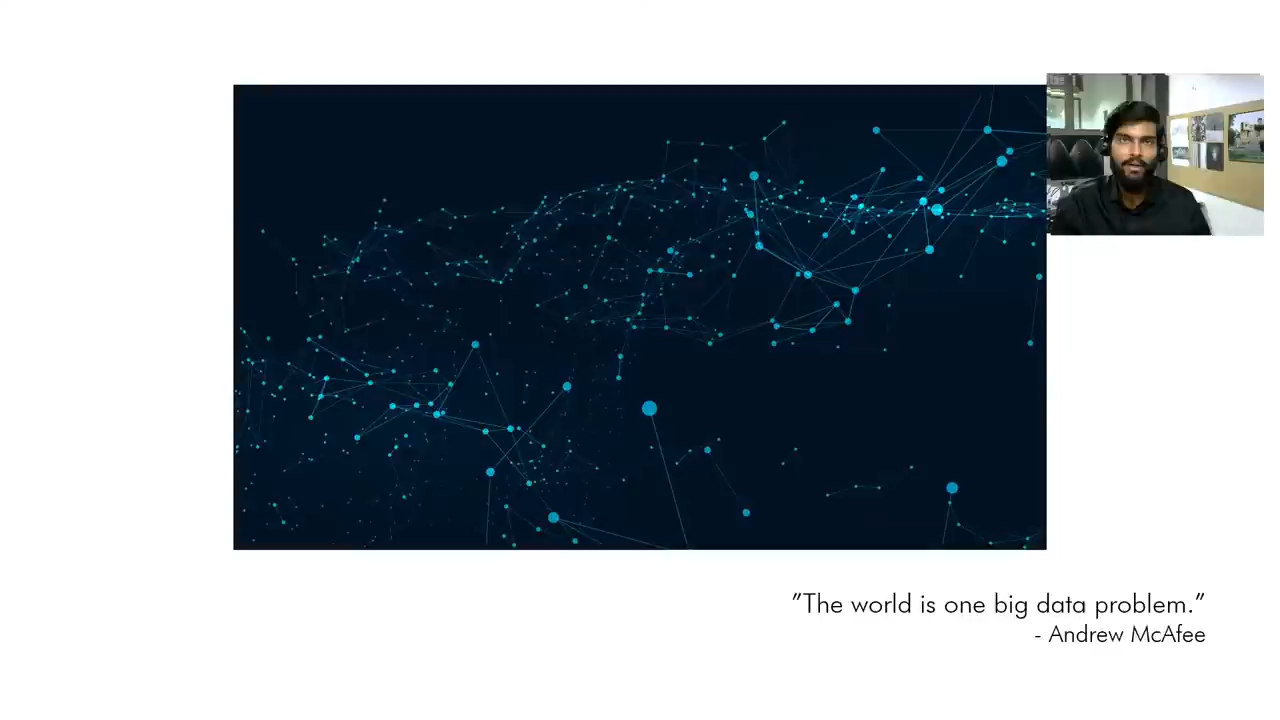 "The world is one big data problem."
- Andrew McAfee